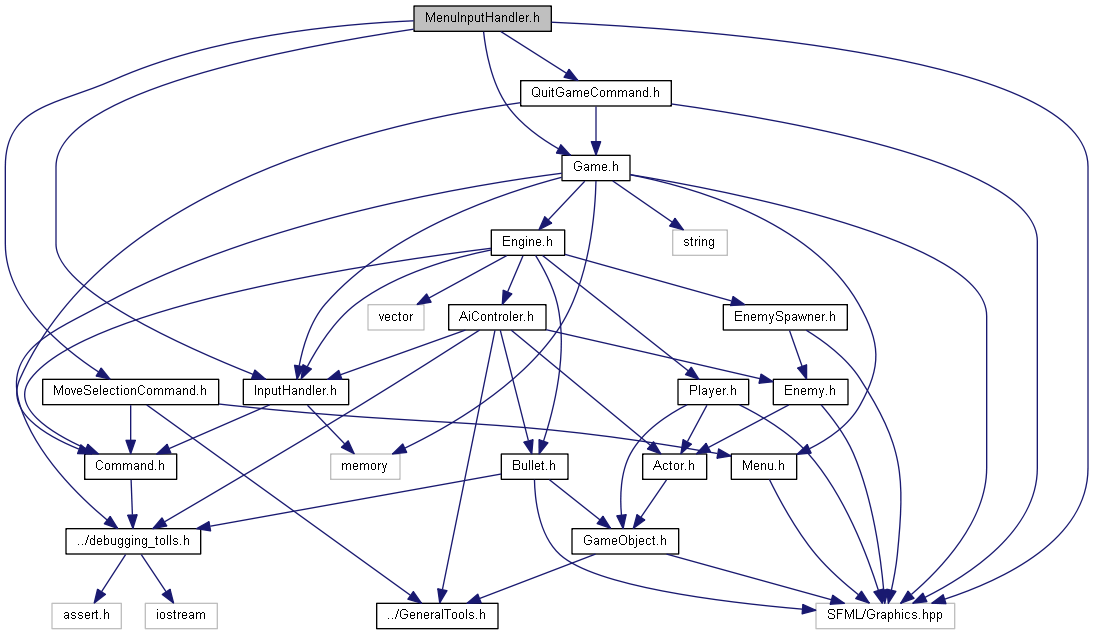 MenuInputHandler.h
QuitGameCommand.h
Game.h
Engine.h
string
vector
AiControler.h
EnemySpawner.h
MoveSelectionCommand.h
InputHandler.h
Player.h
Enemy.h
Command.h
memory
Bullet.h
Actor.h
Menu.h
../debugging_tolls.h
GameObject.h
assert.h
iostream
../GeneralTools.h
SFML/Graphics.hpp